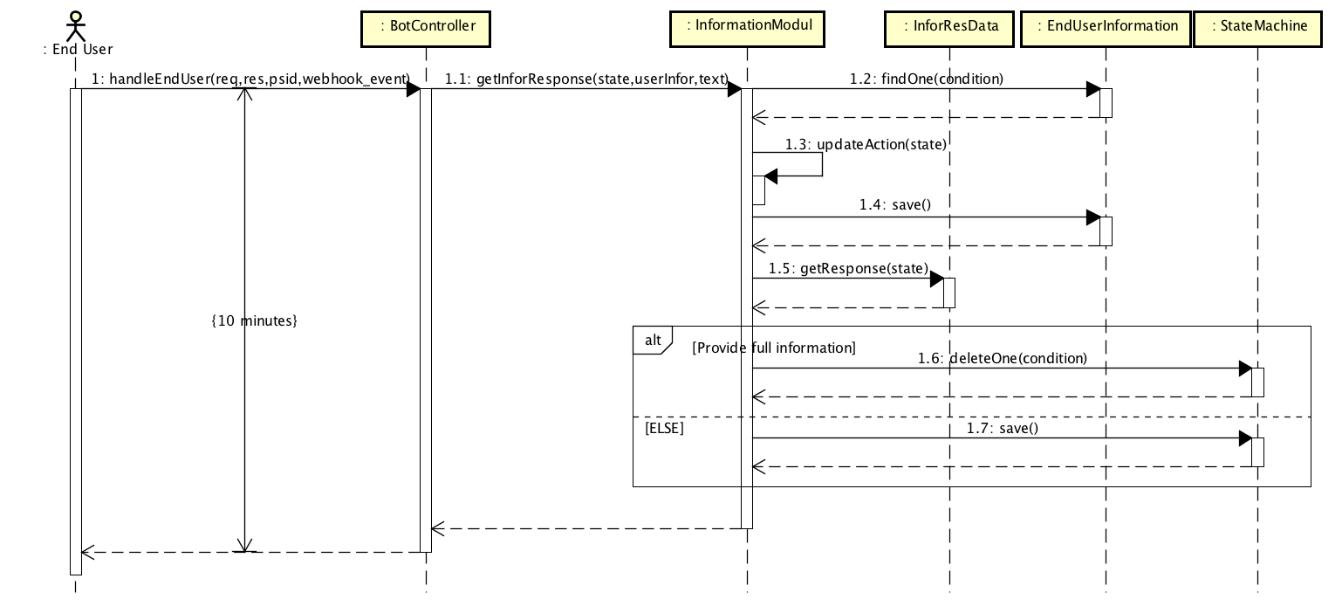 : End User
: BotController
: InformationModul
: InforResData
: EndUserInformation
: StateMachine
1: handleEndUser(req,res,psid,webhook_event)
1.1: getInforResponse(state,userInfor,text)
1.2: findOne(condition)
1.3: updateAction(state)
1.4: save()
1.5: getResponse(state)
{10 minutes}
alt
[Provide full information]
1.6: deleteOne(condition)
[ELSE]
1.7: save()